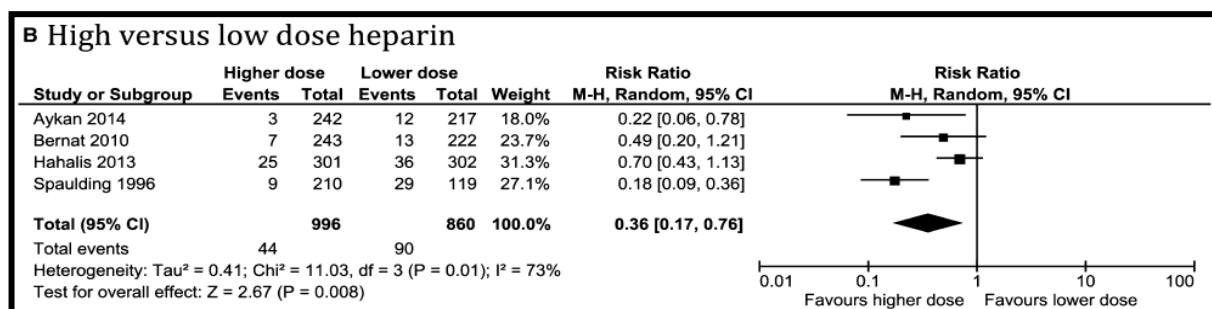 B High versus low dose heparin
Higher dose Lower dose Risk Ratio Risk Ratio
Study or Subgroup Events Total Events Total Weight M-H, Random, 95% CI M-H, Random, 95% CI
Aykan 2014 3 242 12 217 18.0% 0.22 [0.06, 0.78]
Bernat 2010 7 243 13 222 23.7% 0.49 [0.20, 1.21]
Hahalis 2013 25 301 36 302 31.3% 0.70 [0.43, 1.13]
Spaulding 1996 9 210 29 119 27.1% 0.18 [0.09, 0.36]
Total (95% CI) 996 860 100.0% 0.36 [0.17, 0.76]
Total events 44 90
Heterogeneity: Tau² = 0.41; Chi² = 11.03, df = 3 (P = 0.01); I² = 73%
Test for overall effect: Z = 2.67 (P = 0.008)
0.01 0.1 1 10 100
Favours higher dose Favours lower dose